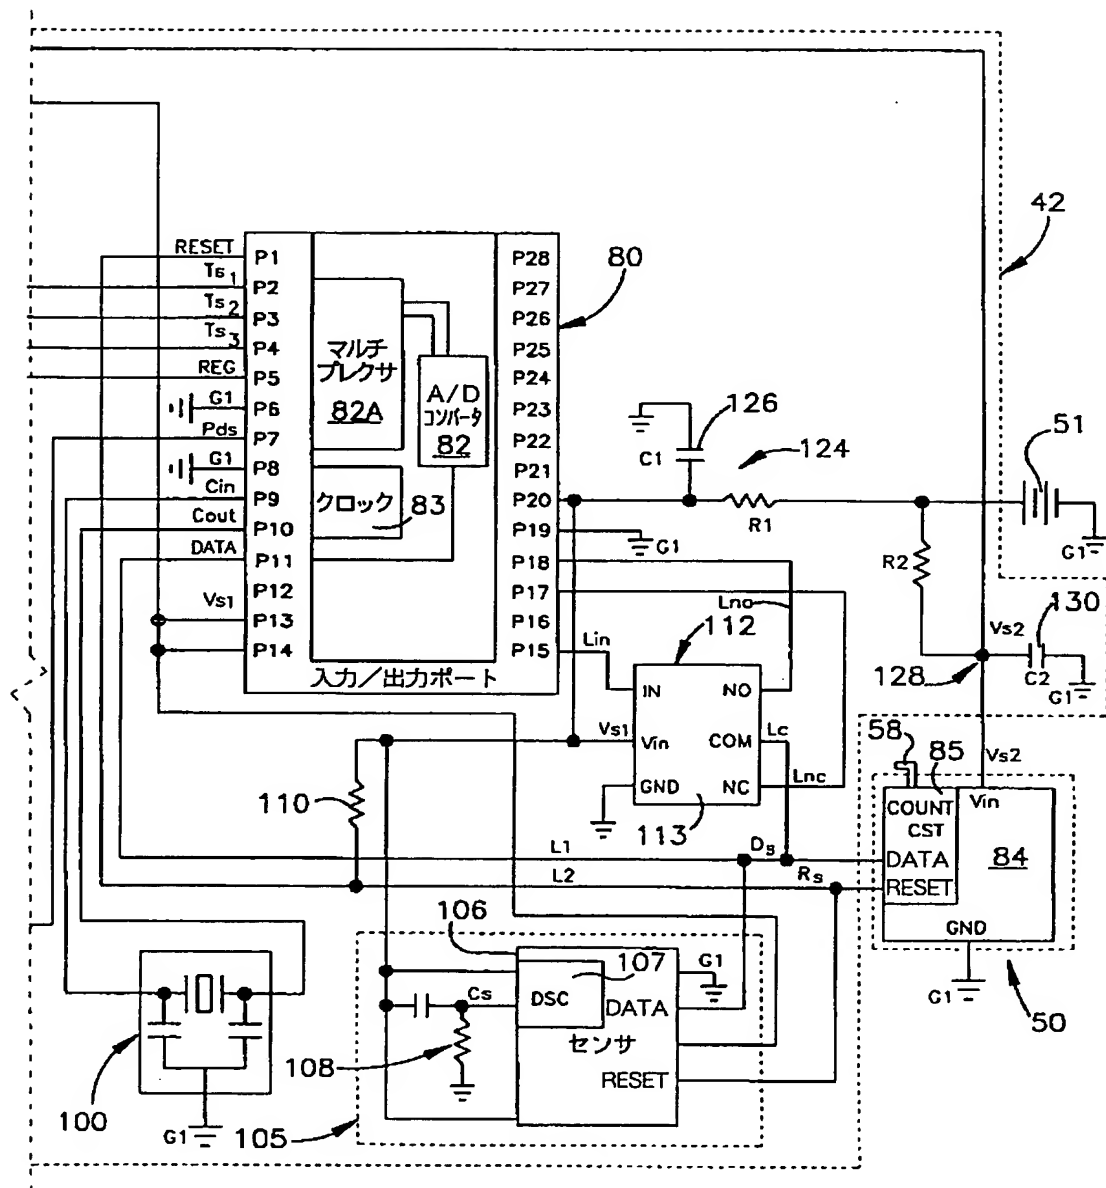 42
RESET
P1
P28
80
Ts1
P2
P27
Ts2
P3
P26
Ts3
P4
P25
REG
P5
P24
マルチ
プレクサ
82A
A/D
コンバータ
82
G1
P6
P23
Pds
P7
P22
G1
P8
P21
Cin
P9
P20
Cout
P10
P19
G1
DATA
P11
P18
P12
P17
Vs1
P13
P16
P14
P15
クロック
83
入力/出力ポート
126
C1
124
R1
51
G1
R2
Lno
Lin
112
130
Vs2
128
C2
G1
IN
NO
Vs1
Vin
COM
Lc
GND
NC
Lnc
113
58
85
Vs2
COUNT
CST
Vin
DATA
RESET
84
GND
G1
50
110
L1
Ds
L2
Rs
106
107
G1
Cs
DSC
DATA
センサ
108
RESET
100
G1
105